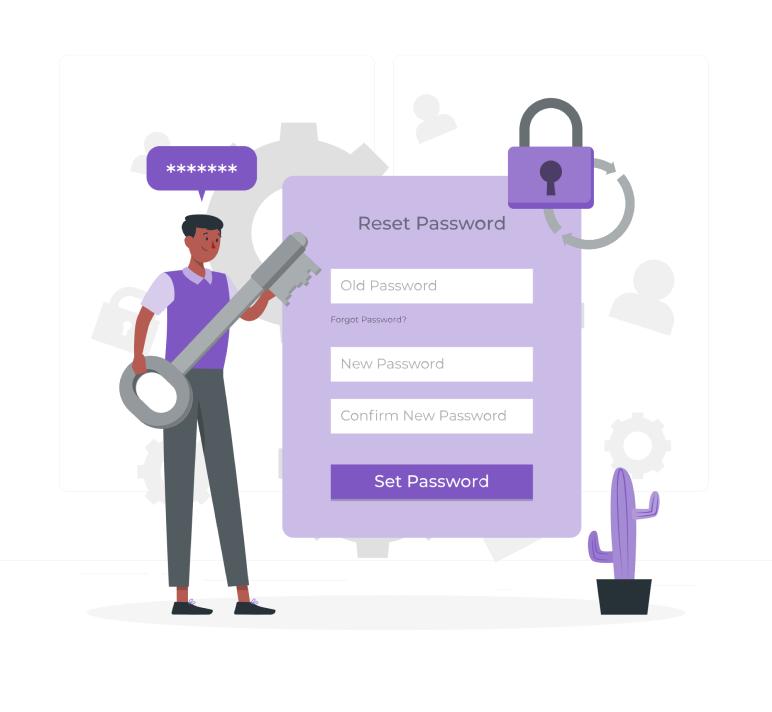 *******
Reset Password
Old Password
Forgot Password?
New Password
Confirm New Password
Set Password